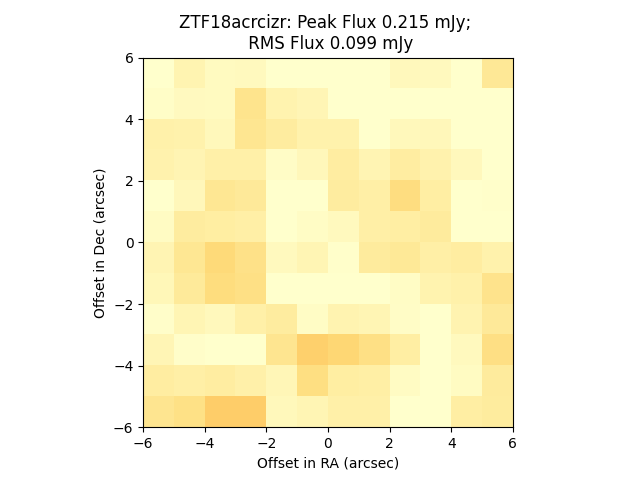 ZTF18acrcizr: Peak Flux 0.215 mJy;
RMS Flux 0.099 mJy
6
4
2
0
−2
−4
−6
Offset in Dec (arcsec)
−6 −4 −2 0 2 4 6
Offset in RA (arcsec)